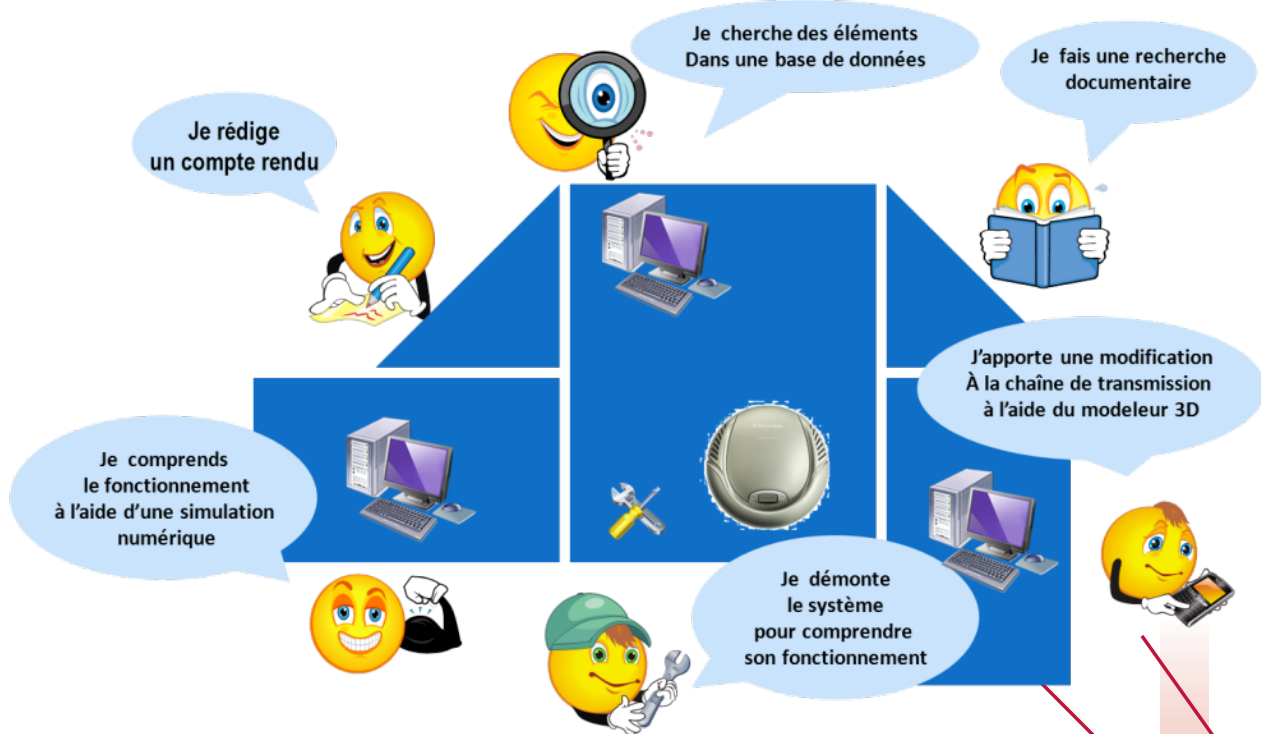 Je cherche des éléments
Dans une base de données
Je fais une recherche
documentaire
Je rédige
un compte rendu
J'apporte une modification
À la chaîne de transmission
à l'aide du modeleur 3D
Je comprends
le fonctionnement
à l'aide d'une simulation
numérique
Je démonte
le système
pour comprendre
son fonctionnement